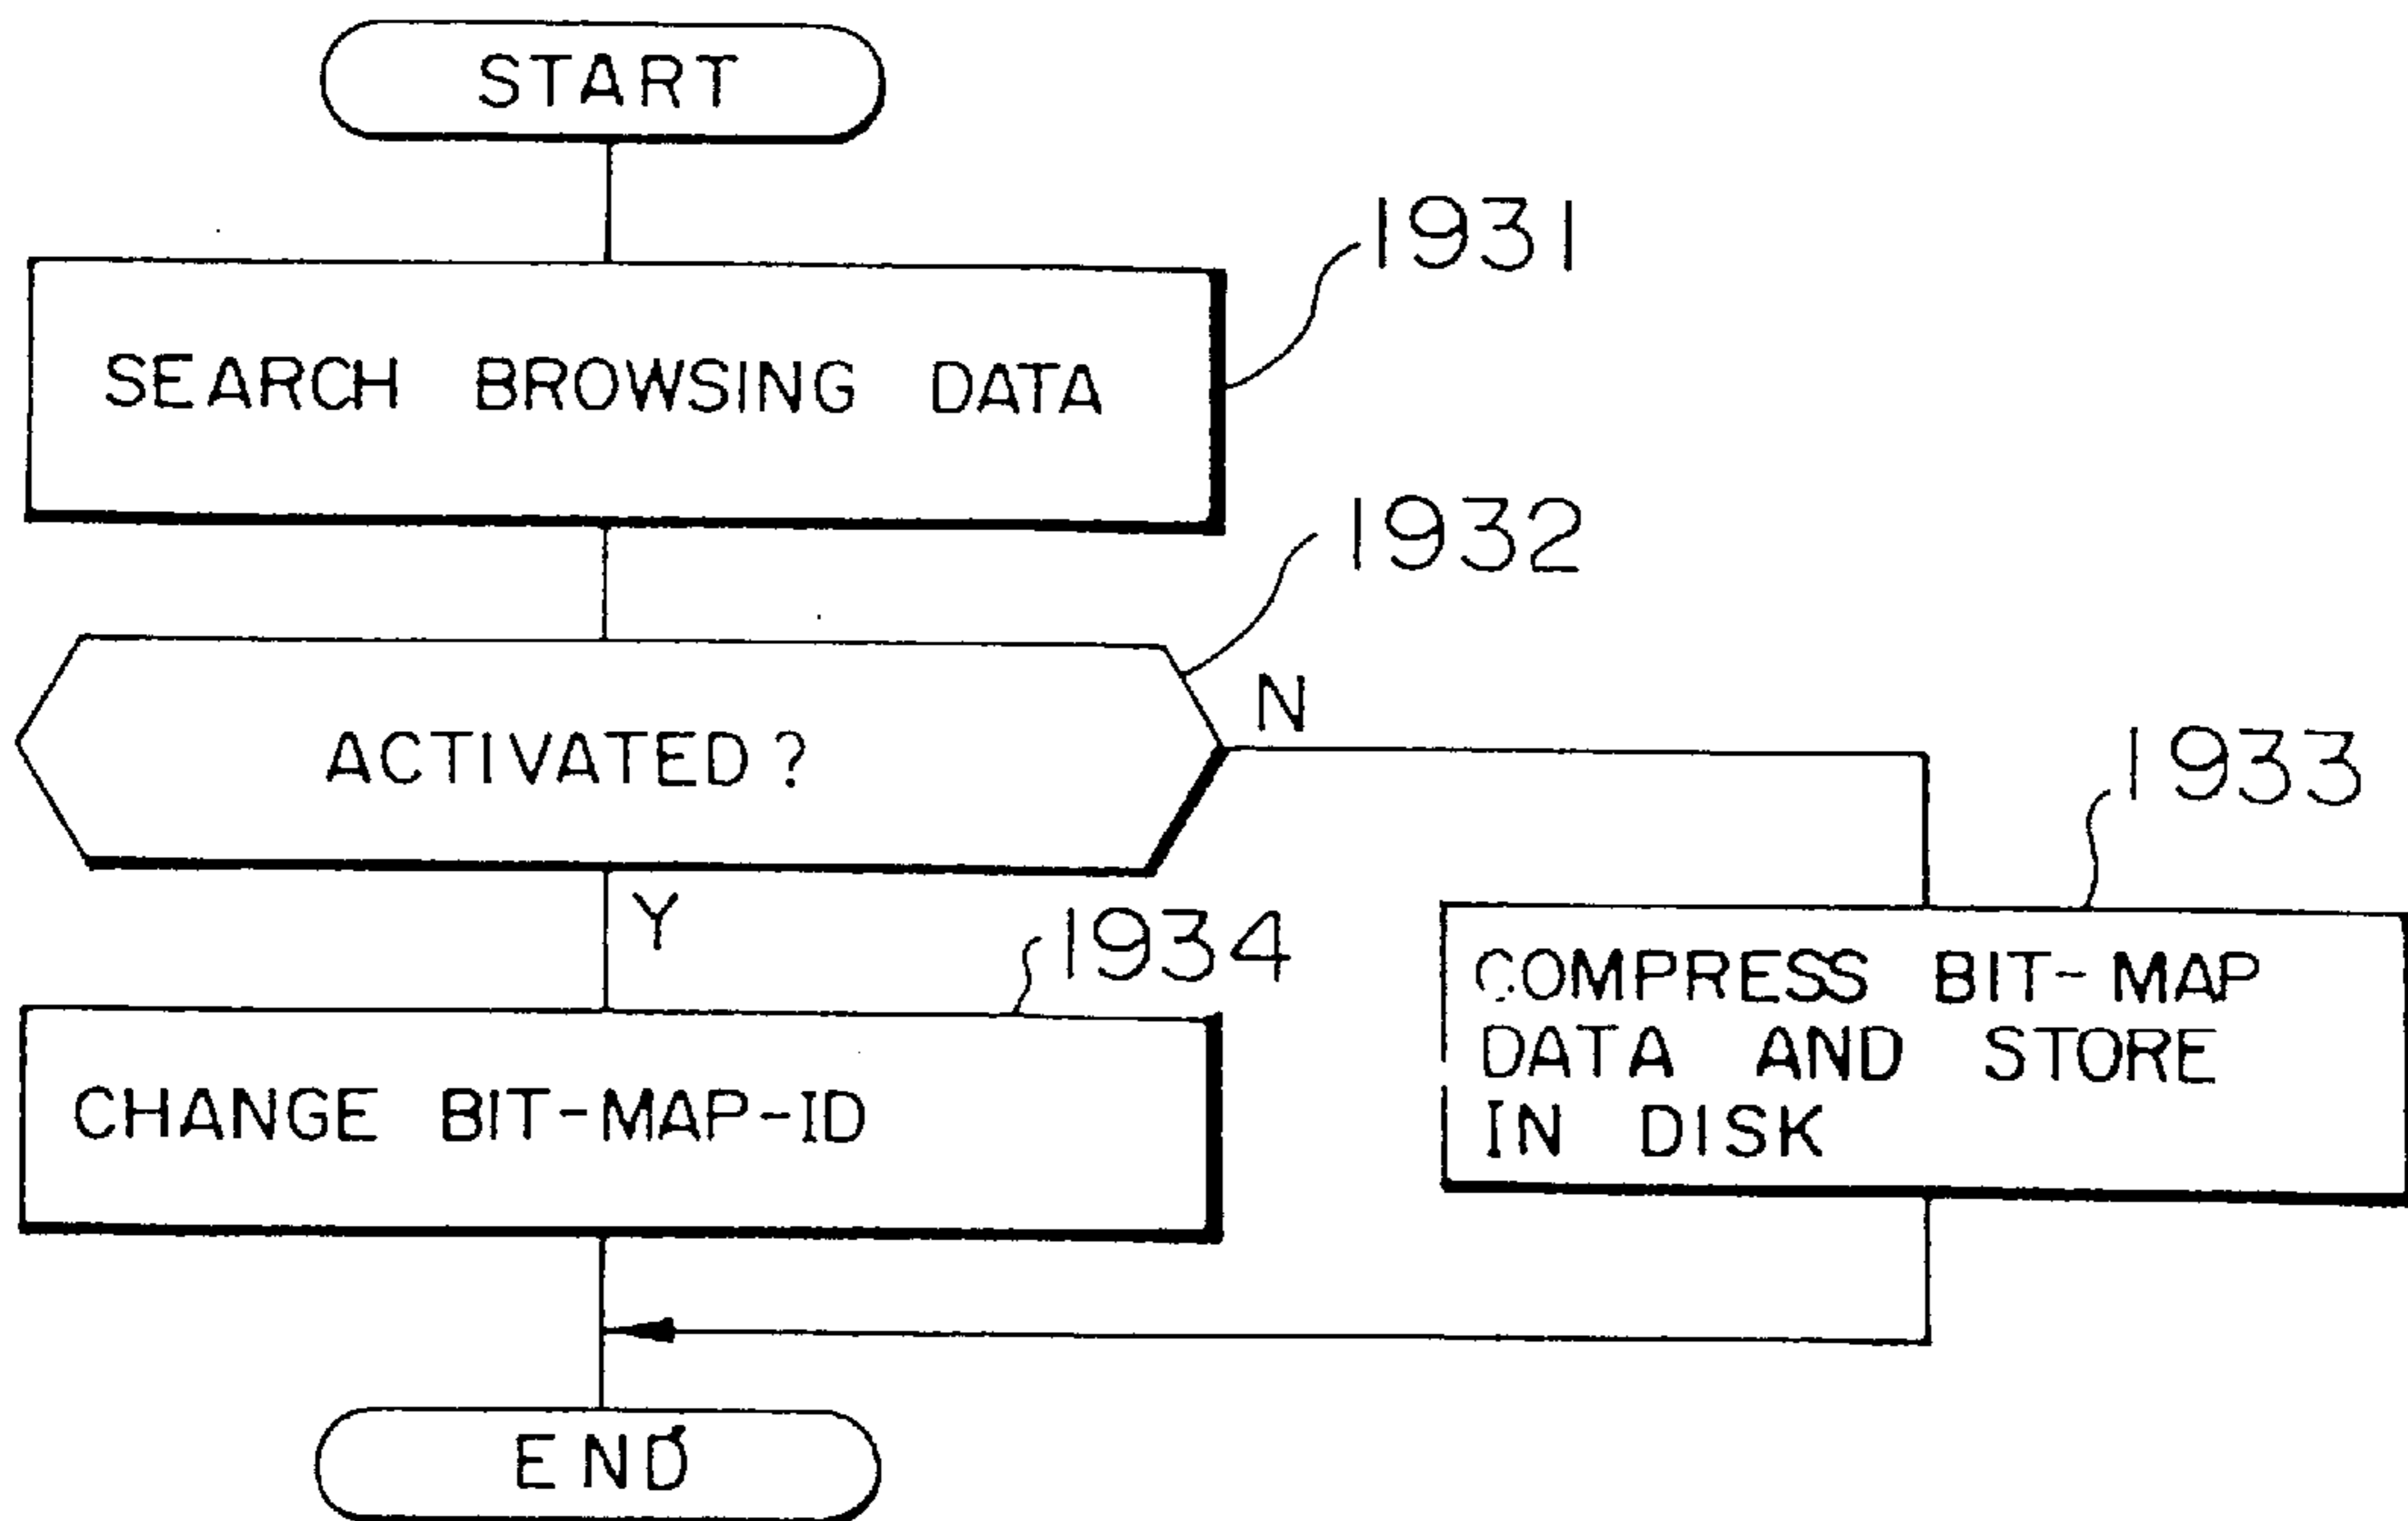 START
1931
SEARCH BROWSING DATA
1932
ACTIVATED ?
N
1933
Y
1934
COMPRESS BIT-MAP
DATA AND STORE
IN DISK
CHANGE BIT-MAP-ID
END